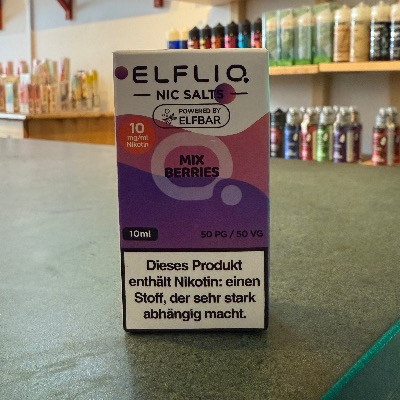 ELFLIQ
NIC SALTS
POWERED BY
ELFBAR
10
mg/ml
Nikotin
MIX
BERRIES
10ml
50 PG / 50 VG
Dieses Produkt
enthält Nikotin: einen
Stoff, der sehr stark
abhängig macht.